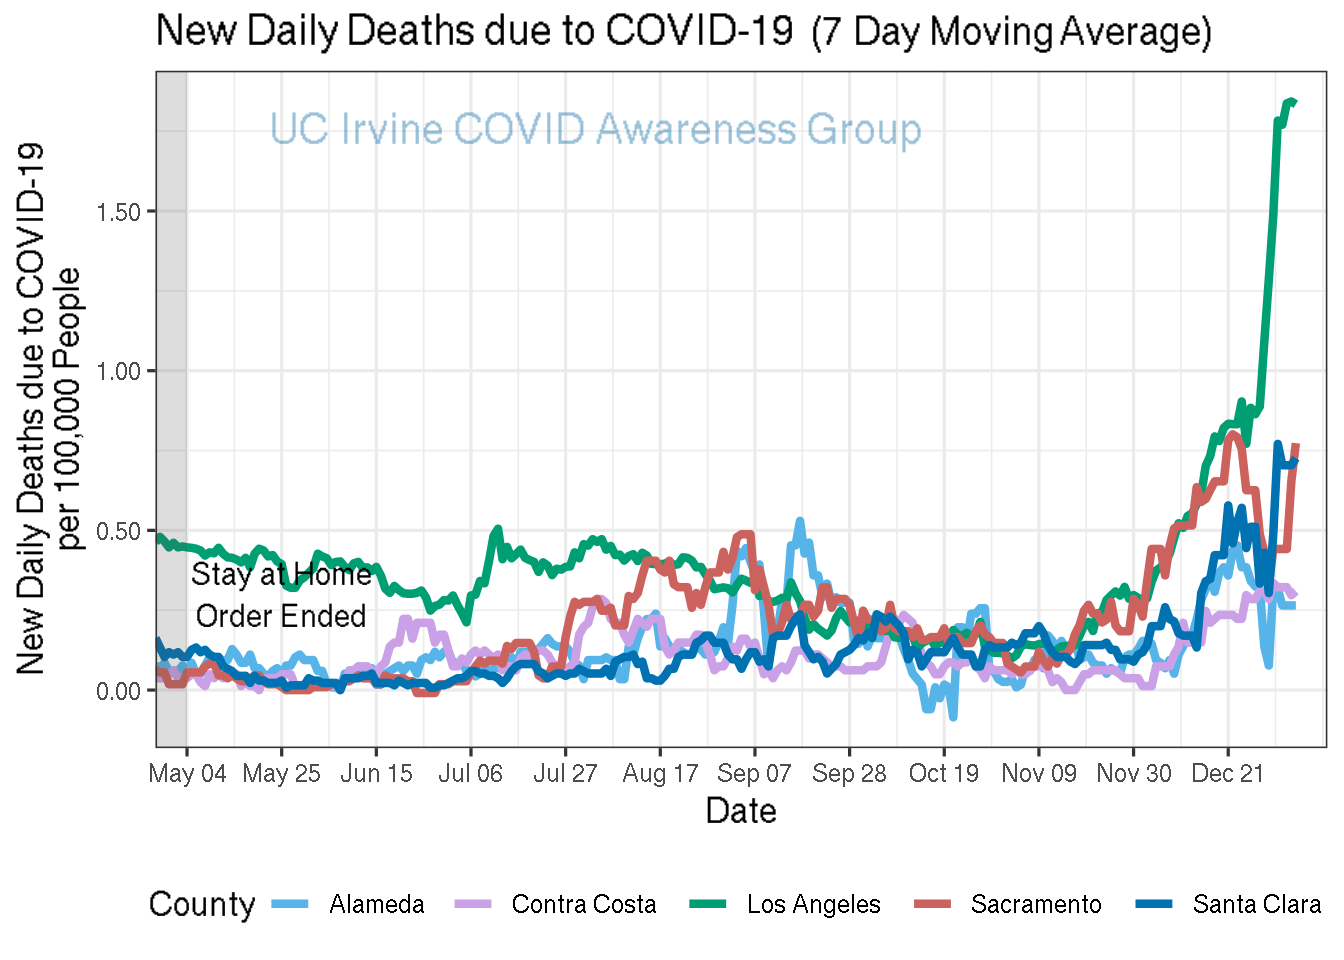 New Daily Deaths due to COVID-19 (7 Day Moving Average)
UC Irvine COVID Awareness Group
New Daily Deaths due to COVID-19
per 100,000 People
1.50
1.00
0.50
0.00
Stay at Home
Order Ended
May 04 May 25 Jun 15 Jul 06 Jul 27 Aug 17 Sep 07 Sep 28 Oct 19 Nov 09 Nov 30 Dec 21
Date
County Alameda Contra Costa Los Angeles Sacramento Santa Clara